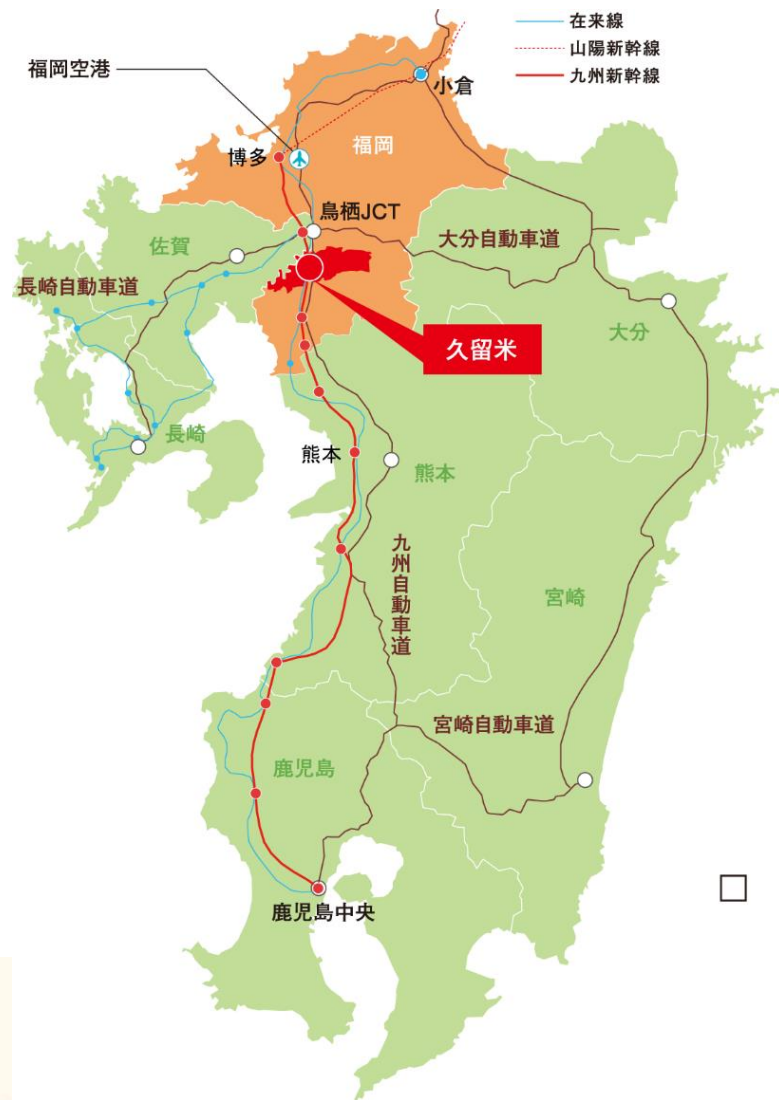 在来線
山陽新幹線
九州新幹線
福岡空港
小倉
博多
福岡
鳥栖JCT
佐賀
大分自動車道
長崎自動車道
久留米
大分
長崎
熊本
熊本
九州自動車道
宮崎
宮崎自動車道
鹿児島
鹿児島中央